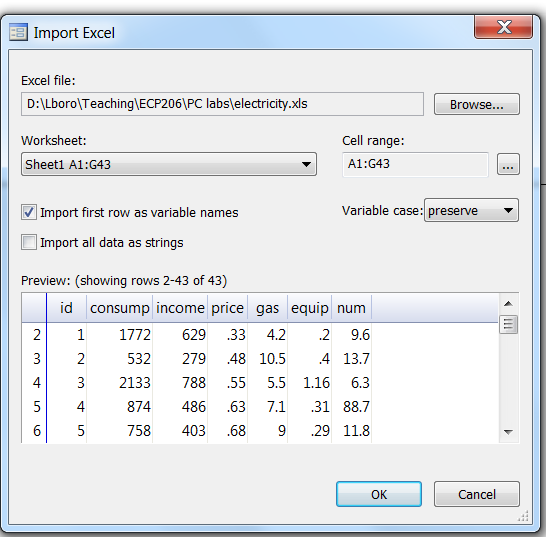 Import Excel
Excel file:
D:\Lboro\Teaching\ECP206\PC labs\electricity.xls Browse...
Worksheet: Cell range:
Sheet1 A1:G43 A1:G43 ...
Import first row as variable names Variable case: preserve
Import all data as strings
Preview: (showing rows 2-43 of 43)
id consump income price gas equip num
2 1 1772 629 .33 4.2 .2 9.6
3 2 532 279 .48 10.5 .4 13.7
4 3 2133 788 .55 5.5 1.16 6.3
5 4 874 486 .63 7.1 .31 88.7
6 5 758 403 .68 9 .29 11.8
OK Cancel